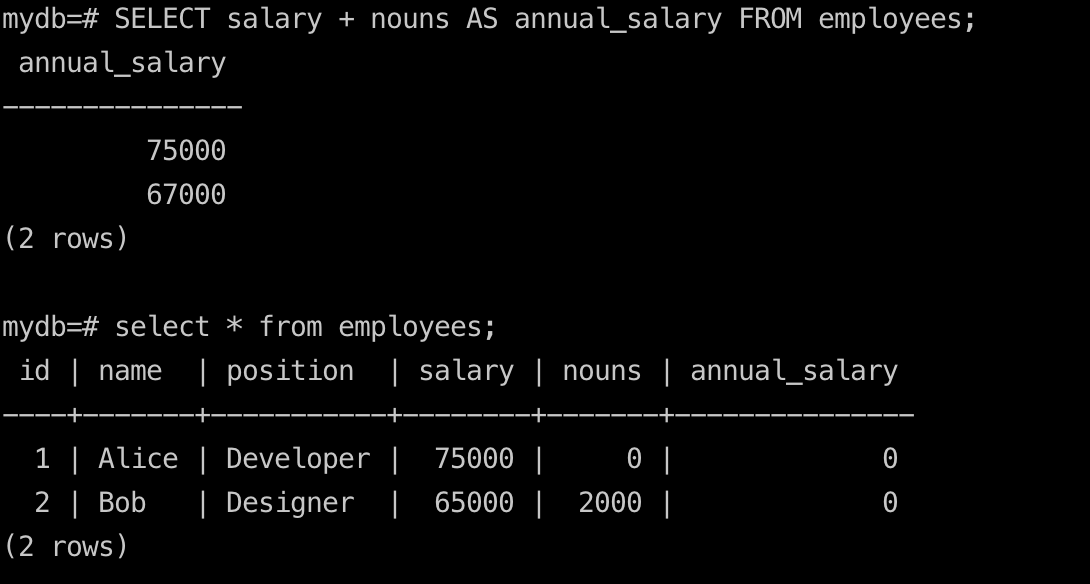 mydb=# SELECT salary + nouns AS annual_salary FROM employees;
 annual_salary
---------------
         75000
         67000
(2 rows)

mydb=# select * from employees;
 id | name  | position  | salary | nouns | annual_salary
----+-------+-----------+--------+-------+---------------
  1 | Alice | Developer |  75000 |     0 |             0
  2 | Bob   | Designer  |  65000 |  2000 |             0
(2 rows)